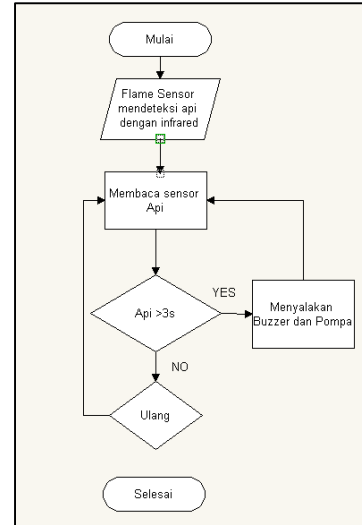 Mulai
Flame Sensor
mendeteksi api
dengan infrared
Membaca sensor
Api
Api >3s
YES
Menyalakan
Buzzer dan Pompa
NO
Ulang
Selesai